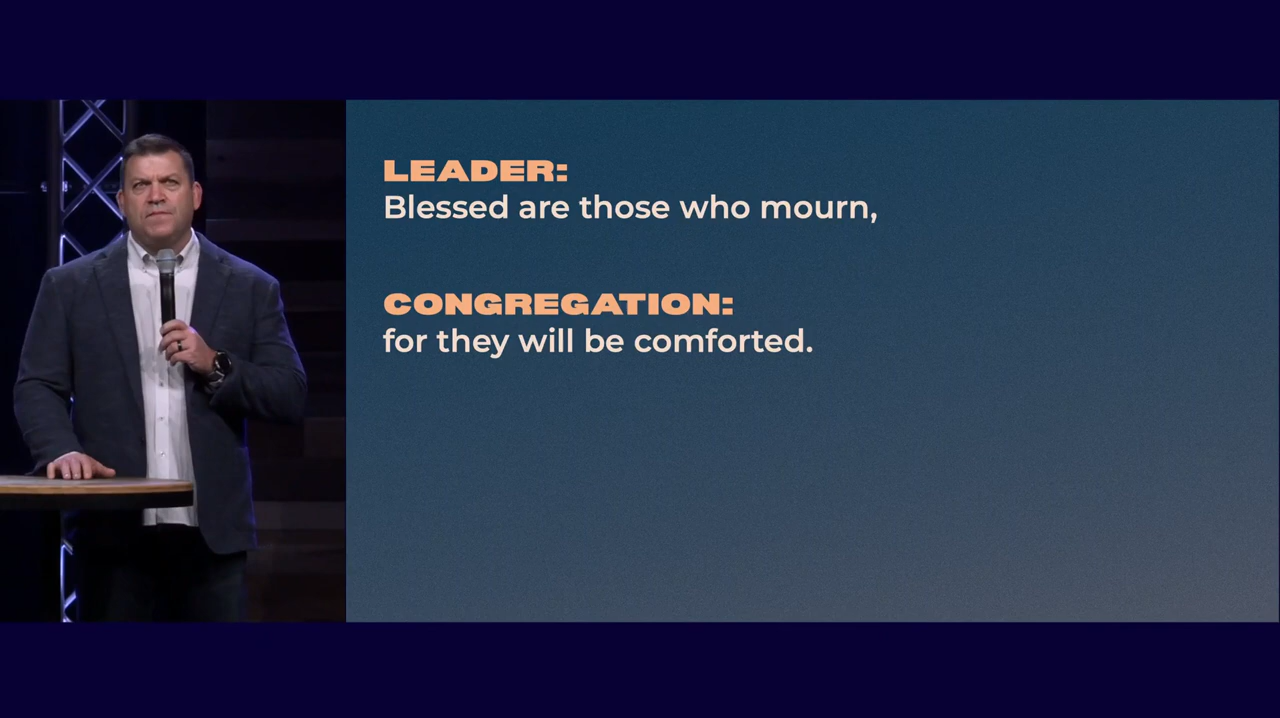 LEADER:
Blessed are those who mourn,
CONGREGATION:
for they will be comforted.